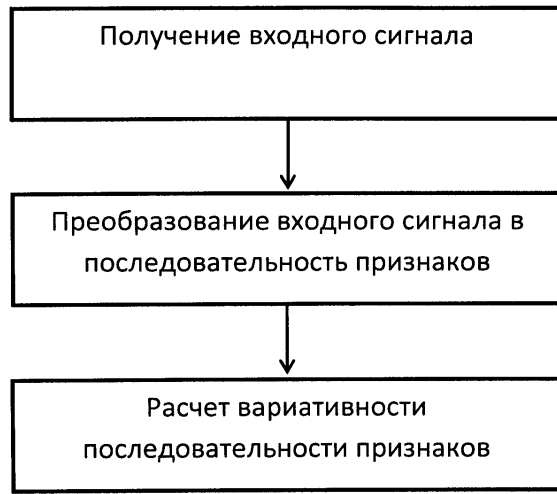 Получение входного сигнала
Преобразование входного сигнала в
последовательность признаков
Расчет вариативности
последовательности признаков